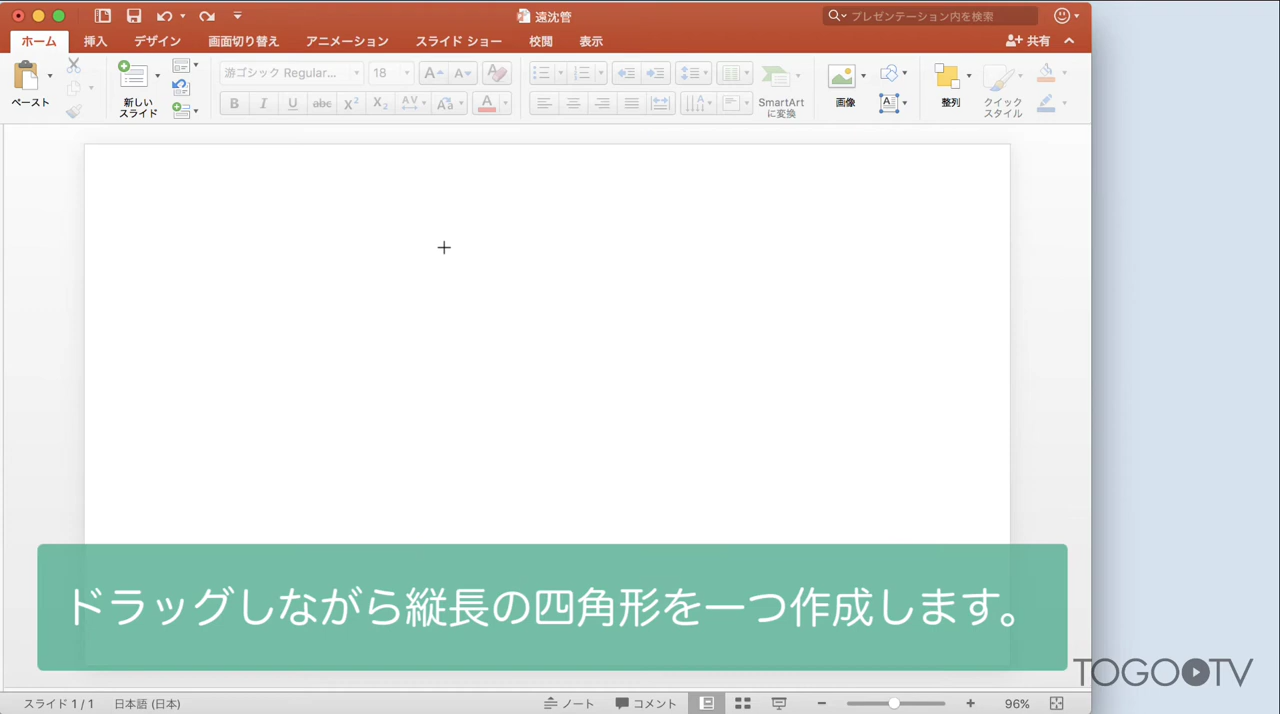 遠沈管
プレゼンテーション内を検索
ホーム 挿入 デザイン 画面切り替え アニメーション スライド ショー 校閲 表示 共有
ペースト
新しい
スライド
游ゴシック Regular... 18
B I U abc X² X₂ AV Aa A
SmartArt
に変換
画像
整列
クイック
スタイル
ドラッグしながら縦長の四角形を一つ作成します。
TOGO TV
スライド 1 / 1 日本語 (日本) ノート コメント 96%